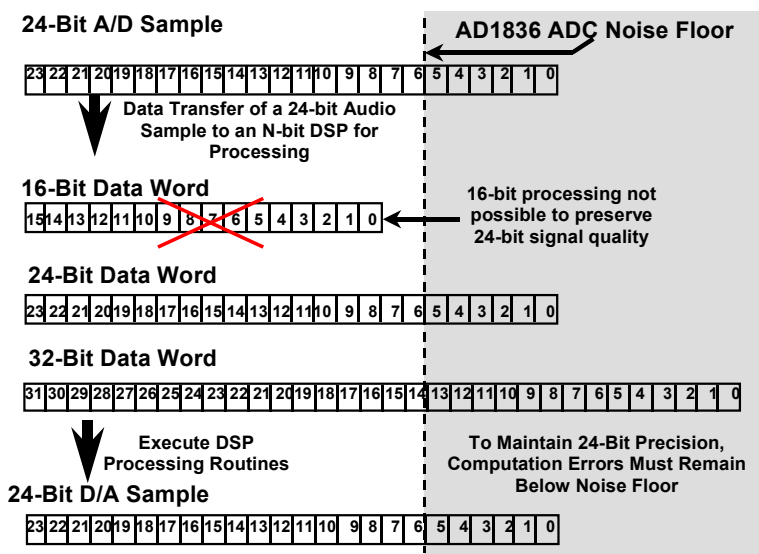 24-Bit A/D Sample
AD1836 ADC Noise Floor
23 22 21 20 19 18 17 16 15 14 13 12 11 10 9 8 7 6 5 4 3 2 1 0
Data Transfer of a 24-bit Audio
Sample to an N-bit DSP for
Processing
16-Bit Data Word
15 14 13 12 11 10 9 8 7 6 5 4 3 2 1 0
16-bit processing not
possible to preserve
24-bit signal quality
24-Bit Data Word
23 22 21 20 19 18 17 16 15 14 13 12 11 10 9 8 7 6 5 4 3 2 1 0
32-Bit Data Word
31 30 29 28 27 26 25 24 23 22 21 20 19 18 17 16 15 14 13 12 11 10 9 8 7 6 5 4 3 2 1 0
Execute DSP
Processing Routines
To Maintain 24-Bit Precision,
Computation Errors Must Remain
Below Noise Floor
24-Bit D/A Sample
23 22 21 20 19 18 17 16 15 14 13 12 11 10 9 8 7 6 5 4 3 2 1 0